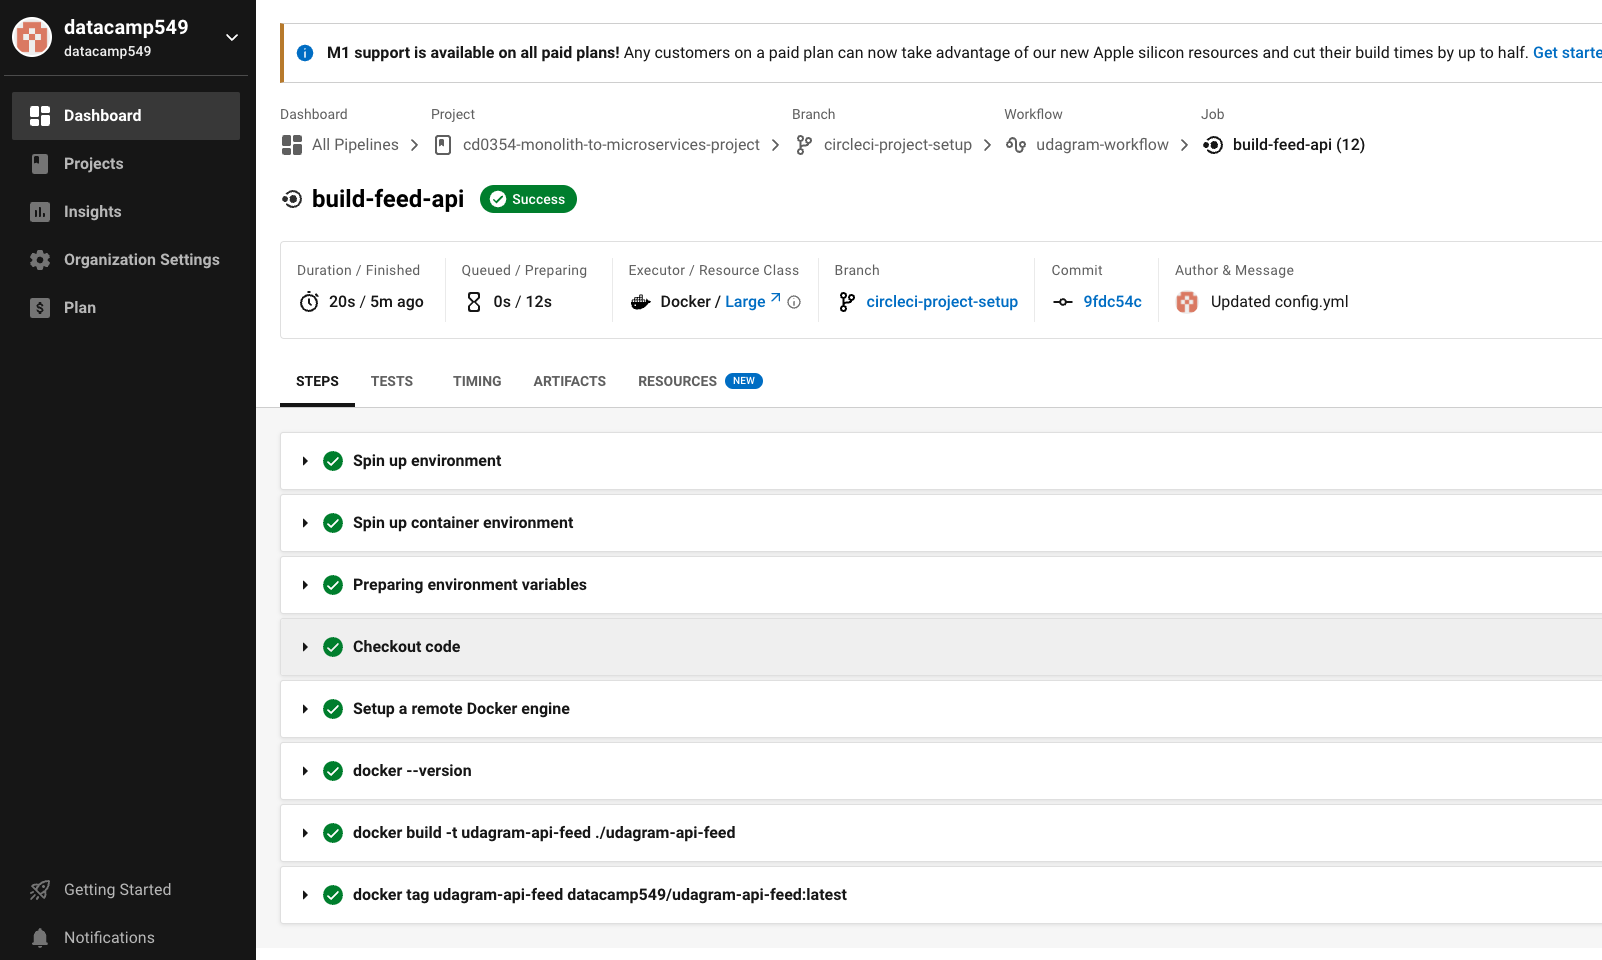 datacamp549
datacamp549
Dashboard
Projects
Insights
Organization Settings
Plan
Getting Started
Notifications
M1 support is available on all paid plans! Any customers on a paid plan can now take advantage of our new Apple silicon resources and cut their build times by up to half. Get starte
Dashboard Project Branch Workflow Job
All Pipelines cd0354-monolith-to-microservices-project circleci-project-setup udagram-workflow build-feed-api (12)
build-feed-api Success
Duration / Finished Queued / Preparing Executor / Resource Class Branch Commit Author & Message
20s / 5m ago 0s / 12s Docker / Large circleci-project-setup 9fdc54c Updated config.yml
STEPS TESTS TIMING ARTIFACTS RESOURCES NEW
Spin up environment
Spin up container environment
Preparing environment variables
Checkout code
Setup a remote Docker engine
docker --version
docker build -t udagram-api-feed ./udagram-api-feed
docker tag udagram-api-feed datacamp549/udagram-api-feed:latest